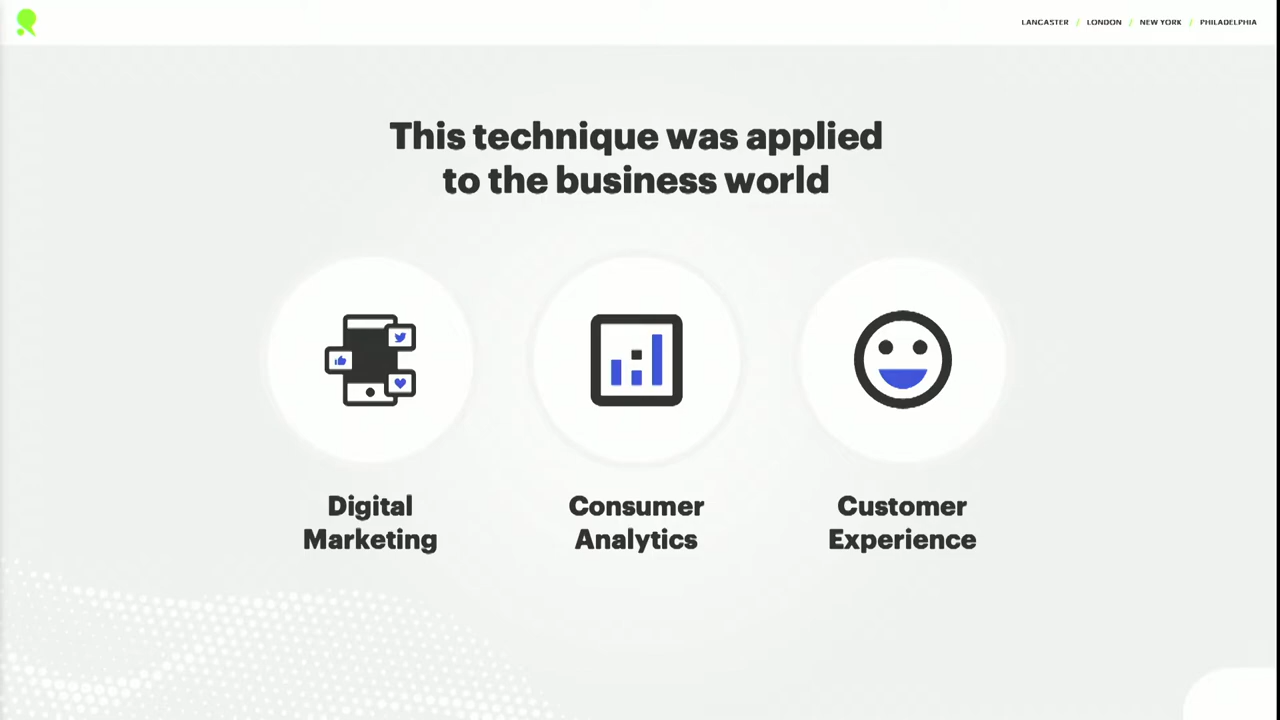 LANCASTER / LONDON / NEW YORK / PHILADELPHIA
This technique was applied
to the business world
Digital
Marketing
Consumer
Analytics
Customer
Experience